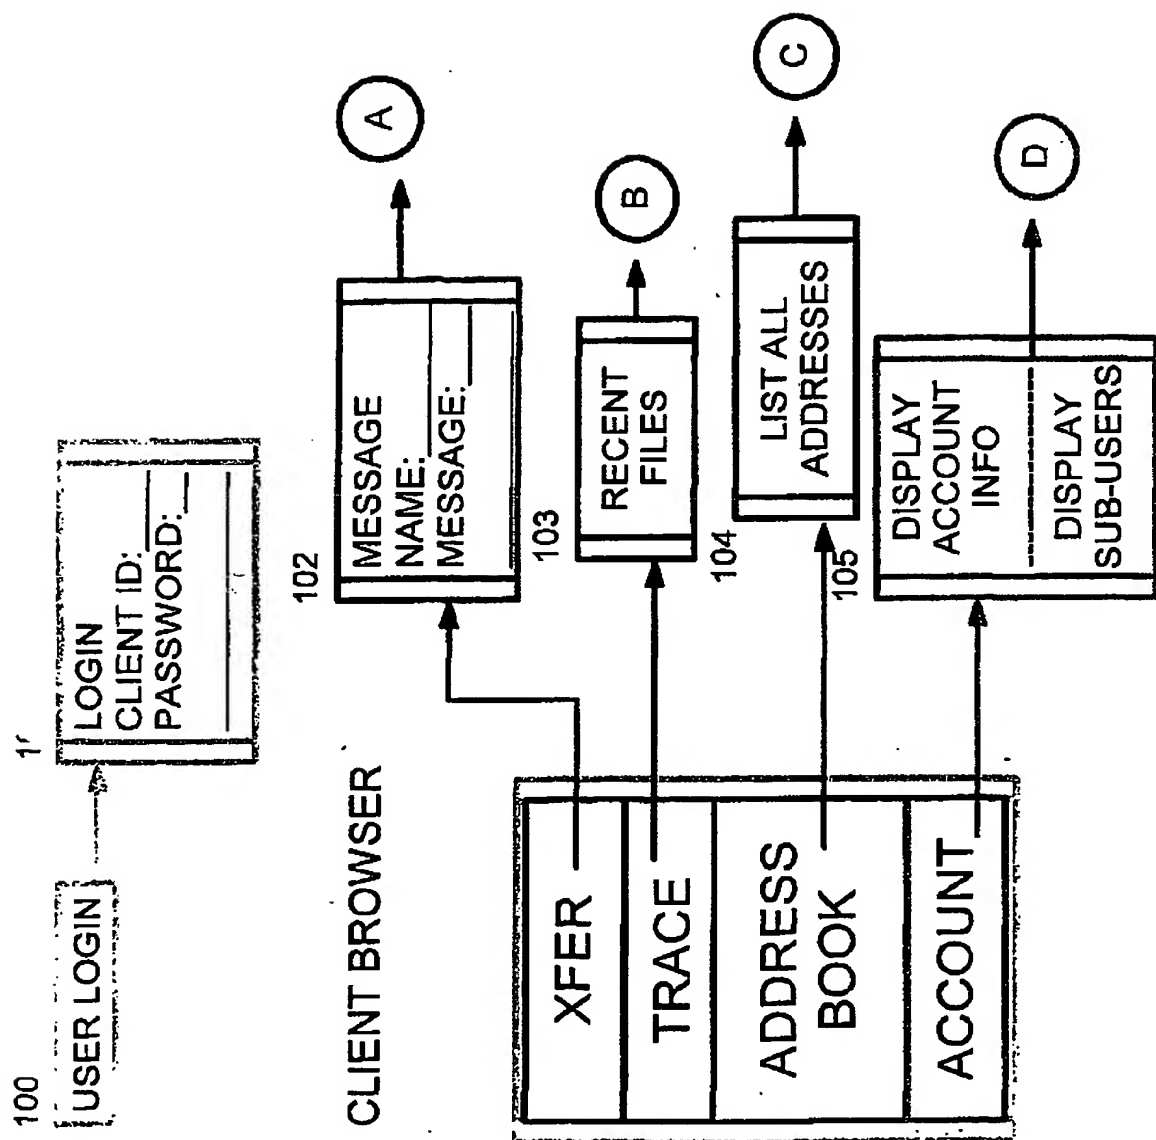 100
USER LOGIN
LOGIN
CLIENT ID:
PASSWORD:
CLIENT BROWSER
XFER
TRACE
ADDRESS
BOOK
ACCOUNT
102
MESSAGE
NAME:
MESSAGE:
A
103
RECENT
FILES
B
104
LIST ALL
ADDRESSES
C
105
DISPLAY
ACCOUNT
INFO
DISPLAY
SUB-USERS
D